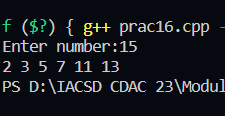 f ($?) { g++ prac16.cpp -
Enter number:15
2 3 5 7 11 13
PS D:\IACSD CDAC 23\Modul